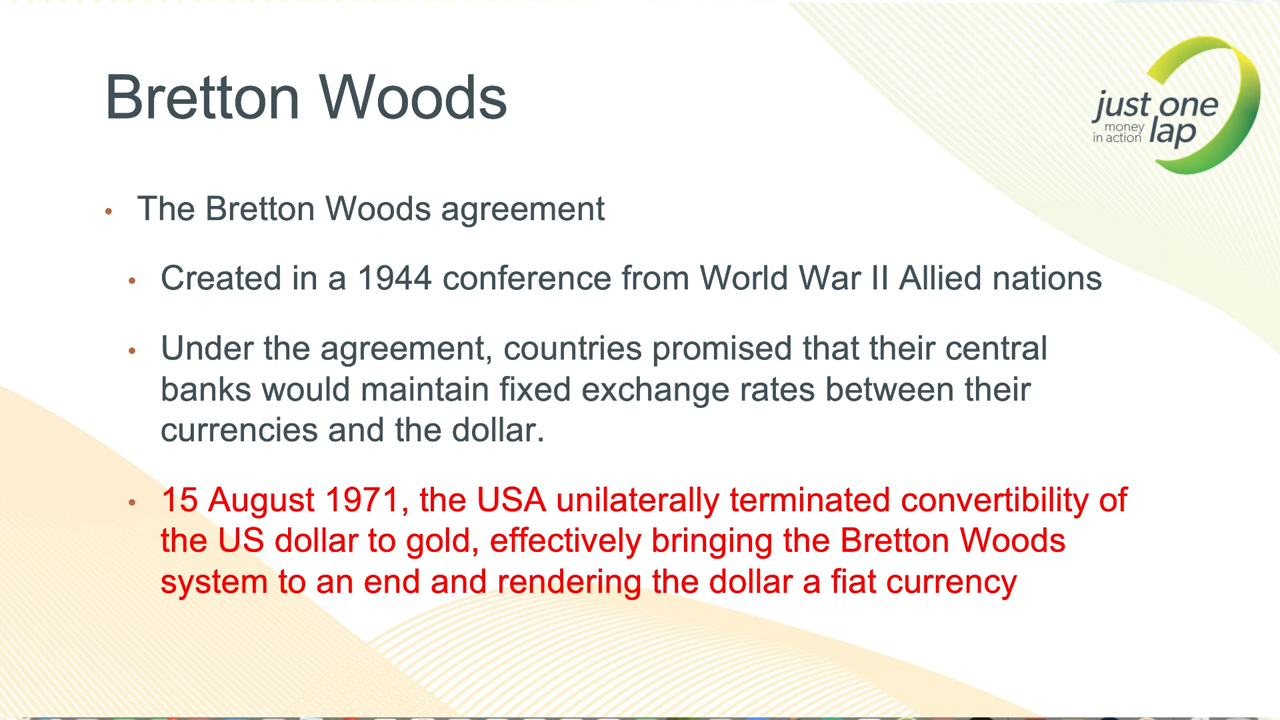 Bretton Woods
just one
money
in action lap
• The Bretton Woods agreement
• Created in a 1944 conference from World War II Allied nations
• Under the agreement, countries promised that their central
banks would maintain fixed exchange rates between their
currencies and the dollar.
• 15 August 1971, the USA unilaterally terminated convertibility of
the US dollar to gold, effectively bringing the Bretton Woods
system to an end and rendering the dollar a fiat currency